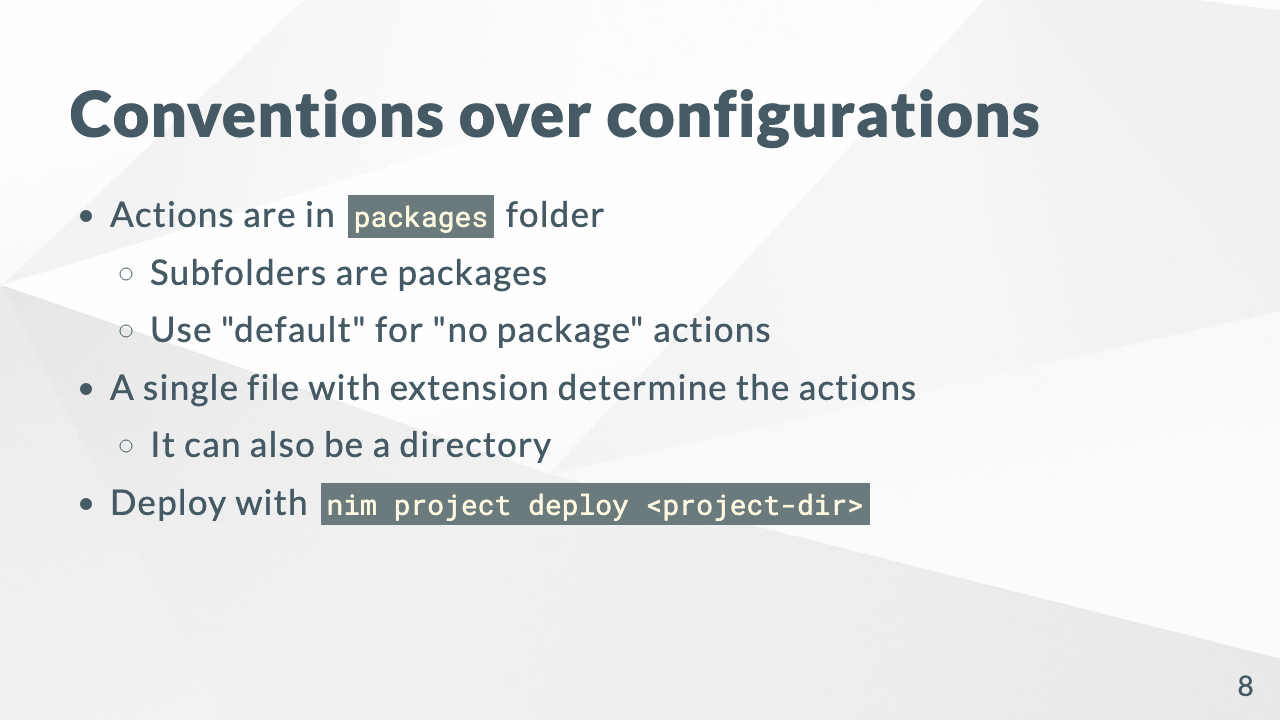 Conventions over configurations
Actions are in packages folder
Subfolders are packages
Use "default" for "no package" actions
A single file with extension determine the actions
It can also be a directory
Deploy with nim project deploy <project-dir>
8